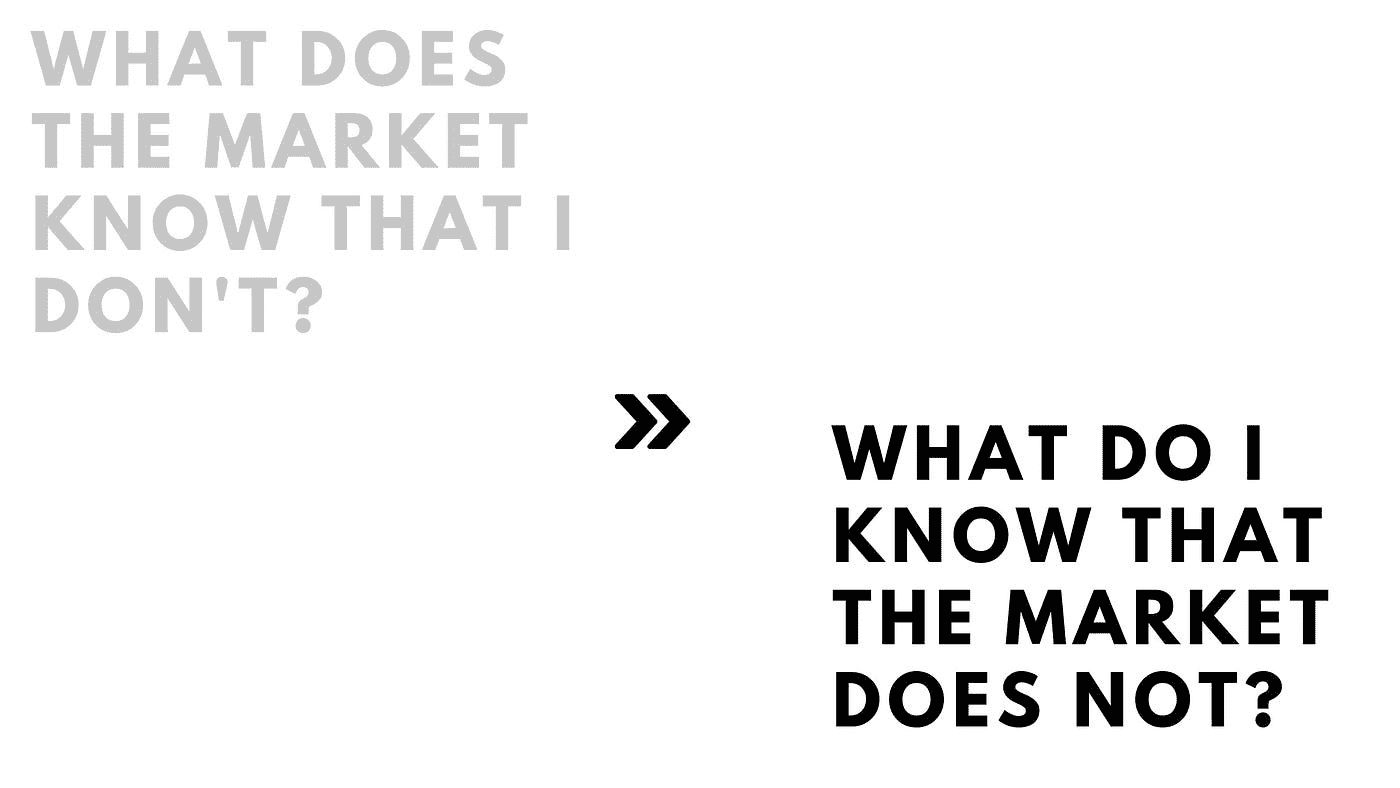 WHAT DOES
THE MARKET
KNOW THAT I
DON'T?
WHAT DO I
KNOW THAT
THE MARKET
DOES NOT?